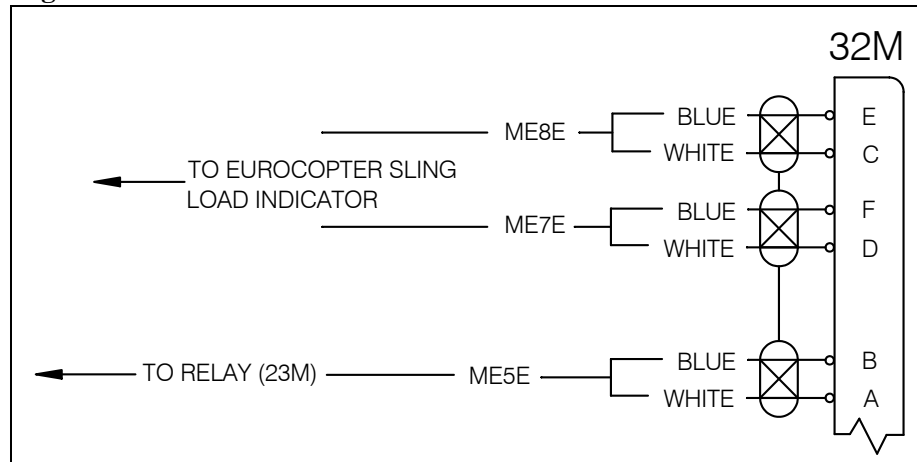 32M
BLUE
E
ME8E
WHITE
C
TO EUROCOPTER SLING
LOAD INDICATOR
BLUE
F
ME7E
WHITE
D
BLUE
B
TO RELAY (23M)
ME5E
WHITE
A